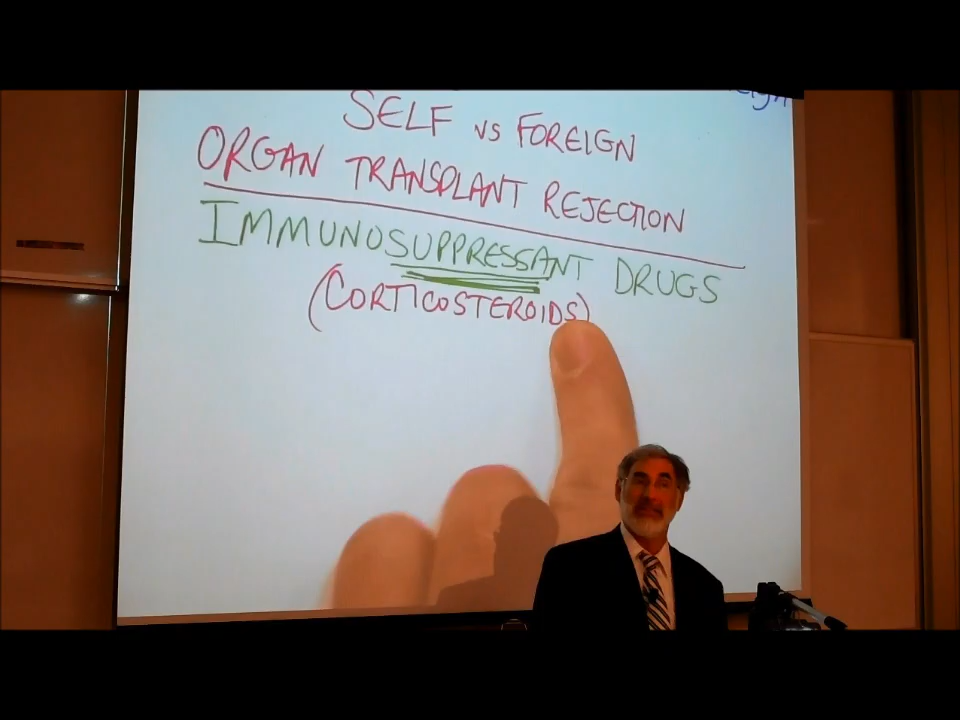 SELF vs FOREIGN
ORGAN TRANSPLANT REJECTION
IMMUNOSUPPRESSANT DRUGS
(CORTICOSTEROIDS)